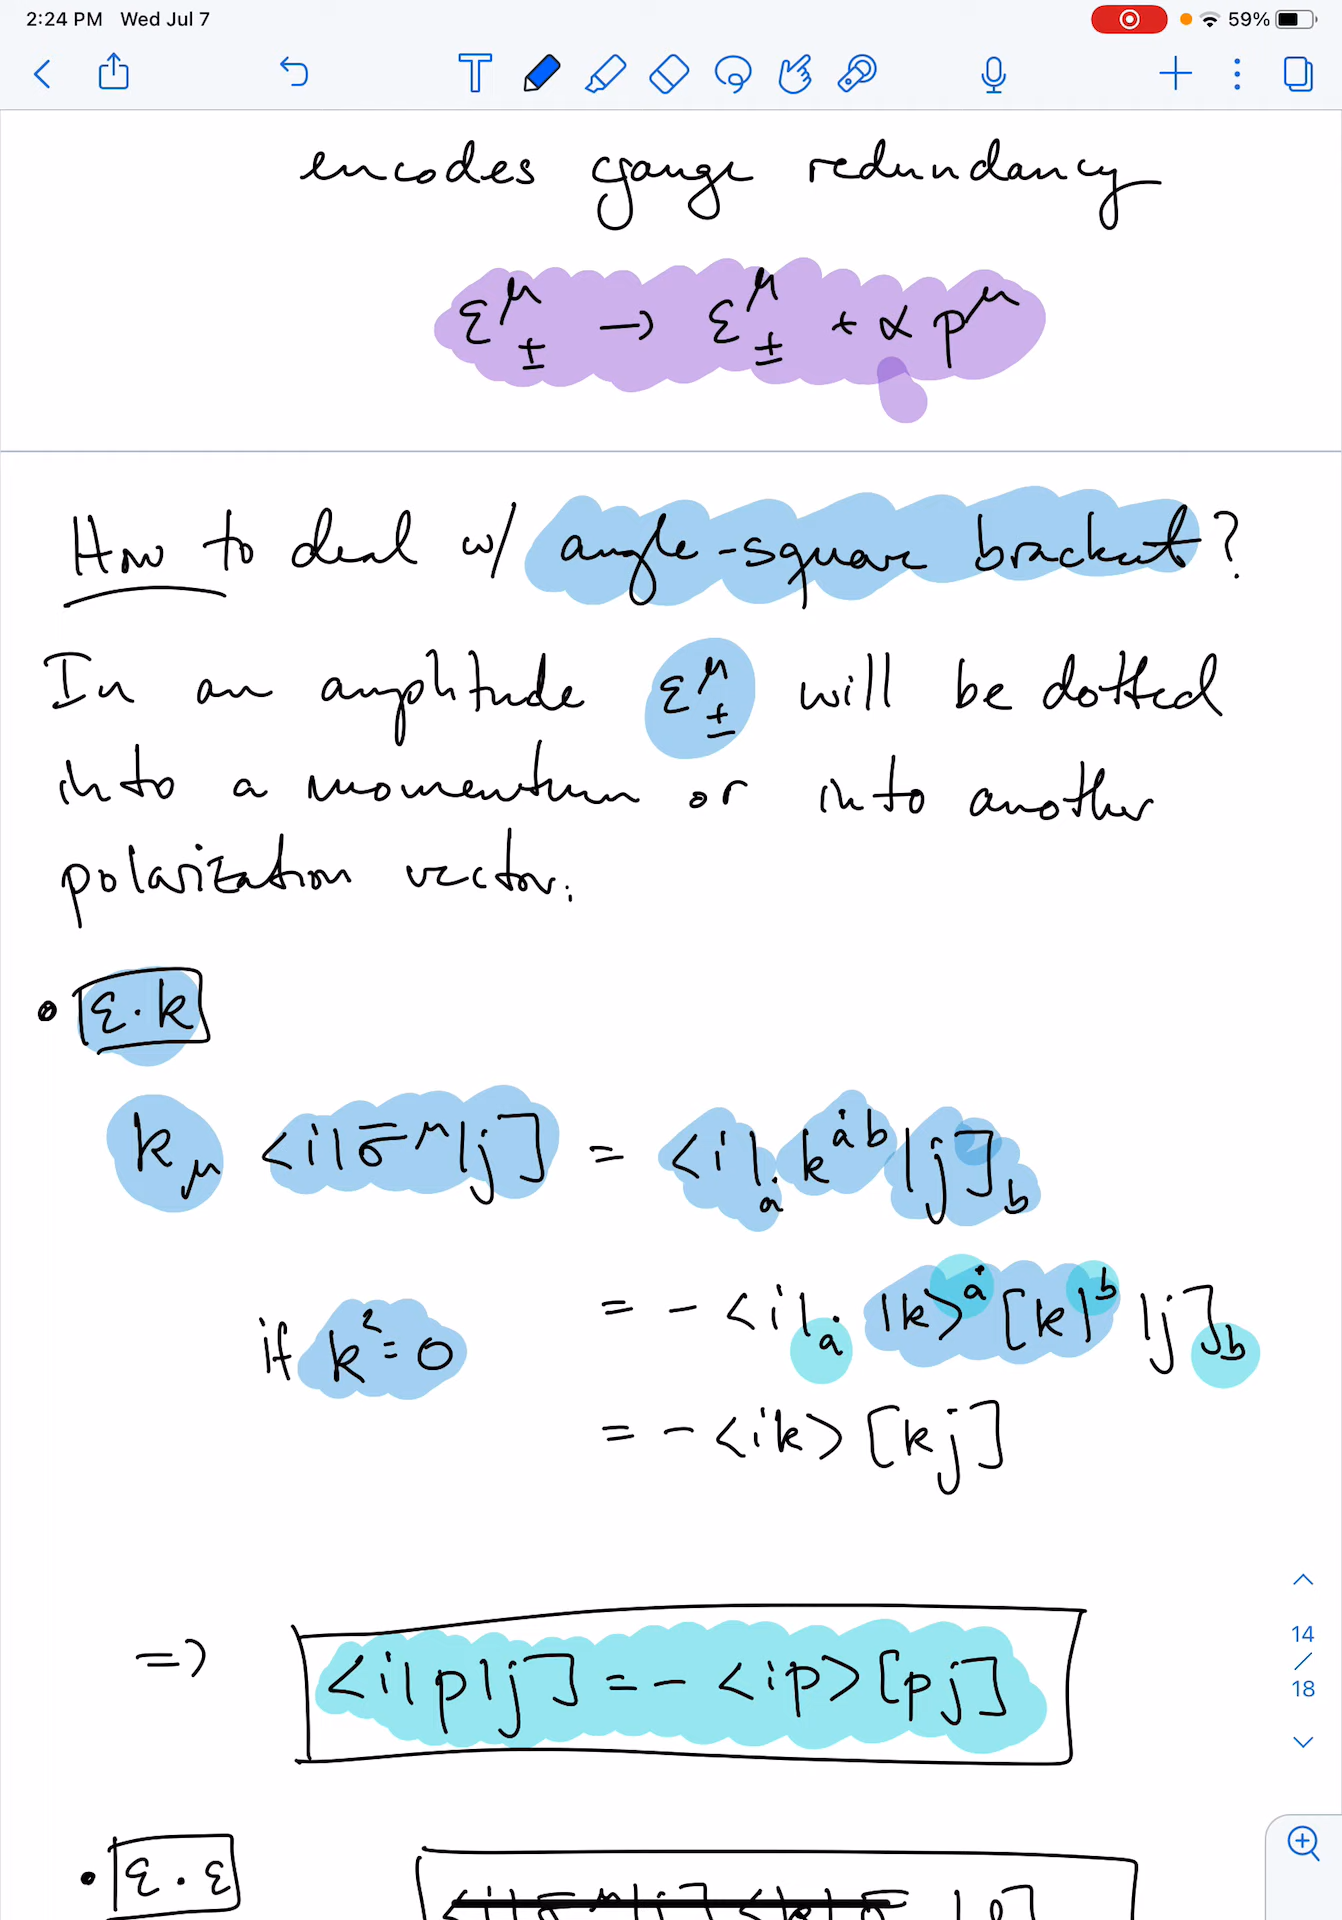 2:24 PM Wed Jul 7 59%
encodes gauge redundancy
ε^μ_± → ε^μ_± + α p^μ
How to deal w/ angle-square bracket?
In an amplitude ε^μ_± will be dotted
into a momentum or into another
polarization vector.
• ε·k
k_μ <i|σ̄^μ|j] = <i|_ȧ k^{ȧb} |j]_b
if k²=0 = - <i|_ȧ |k>^ȧ [k|^b |j]_b
= - <ik> [kj]
14
/
18
=> <i|p|j] = - <ip> [pj]
• ε·ε